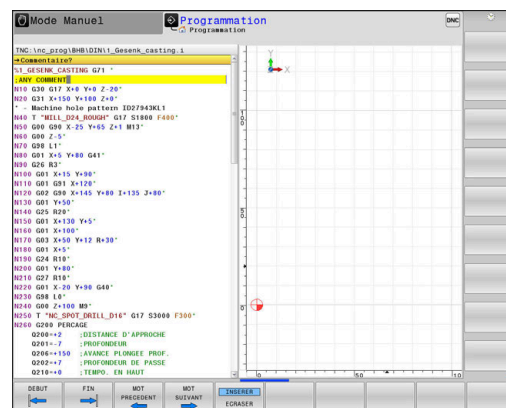 Mode Manuel
Programmation
Programmation
DNC
TNC:\nc_prog\BHB\DIN\1_Gesenk_casting.i
→Commentaire?
%1_GESENK_CASTING G71 *
;ANY COMMENT
N10 G30 G17 X+0 Y+0 Z-20*
N20 G31 X+150 Y+100 Z+0*
* - Machine hole pattern ID27943KL1
N40 T "MILL_D24_ROUGH" G17 S1800 F400*
N50 G00 G90 X-25 Y+65 Z+1 M13*
N60 G00 Z-5*
N70 G98 L1*
N80 G01 X+5 Y+80 G41*
N90 G26 R3*
N100 G01 X+15 Y+90*
N110 G01 G91 X+120*
N120 G02 G90 X+145 Y+80 I+135 J+80*
N130 G01 Y+50*
N140 G25 R20*
N150 G01 X+130 Y+5*
N160 G01 X+100*
N170 G03 X+50 Y+12 R+30*
N180 G01 X+5*
N190 G24 R10*
N200 G01 Y+80*
N210 G27 R10*
N220 G01 X-20 Y+90 G40*
N230 G98 L0*
N240 G00 Z+100 M9*
N250 T "NC_SPOT_DRILL_D16" G17 S3000 F300*
N260 G200 PERCAGE
Q200=+2 ;DISTANCE D'APPROCHE
Q201=-7 ;PROFONDEUR
Q206=+150 ;AVANCE PLONGEE PROF.
Q202=+7 ;PROFONDEUR DE PASSE
Q210=+0 ;TEMPO. EN HAUT
Y
X
100
50
0
0
50
100
DEBUT
FIN
MOT PRECEDENT
MOT SUIVANT
INSERER
ECRASER